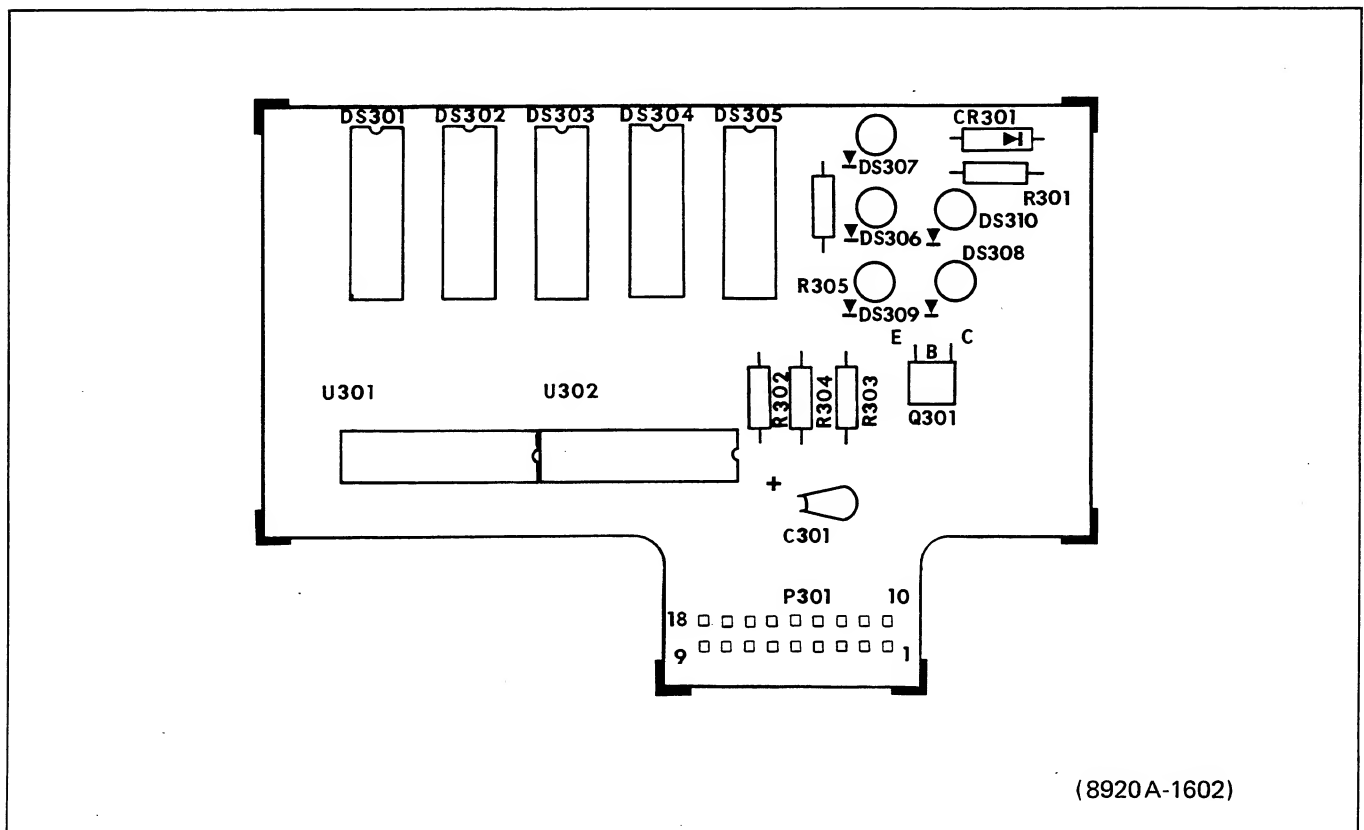 DS301 DS302 DS303 DS304 DS305
CR301
DS307
R301
DS310
DS306
DS308
R305
DS309
E B C
U301 U302
R302
R304
R303
Q301
+
C301
P301 10
18
9 1
(8920A-1602)